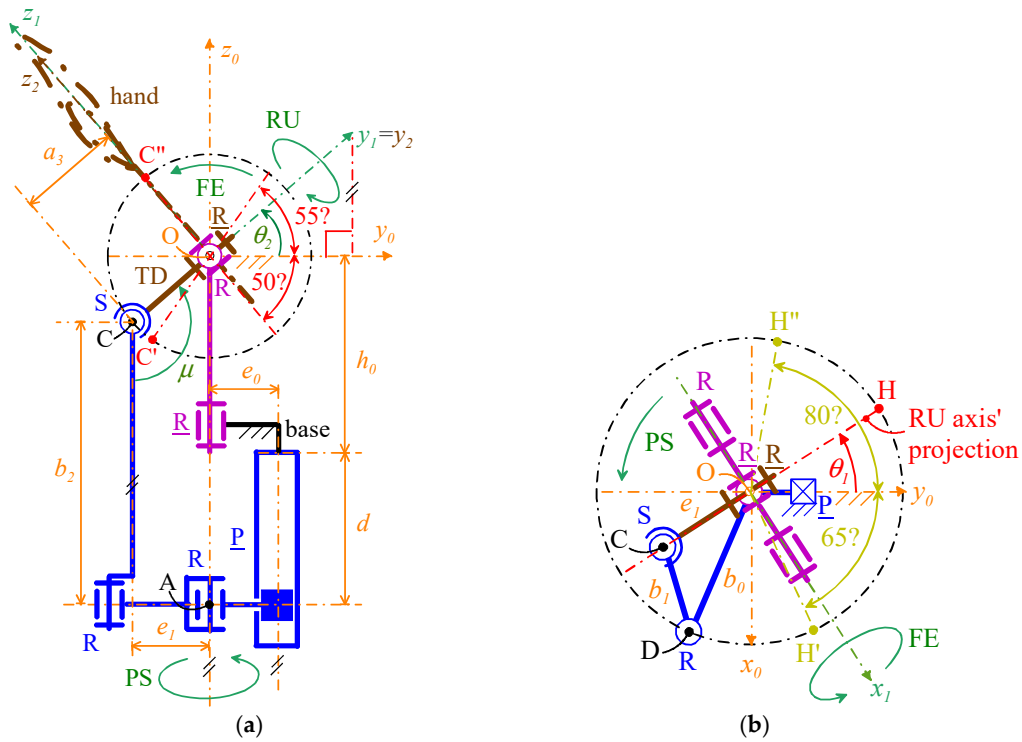 z1
z0
z2
hand
RU
y1=y2
a3
C"
FE
R
55?
θ2
O
y0
TD
R
50?
S
C
C'
μ
e0
h0
R
base
b2
P
d
R
A
e1
R
PS
(a)
H"
R
H
80?
RU axis'
projection
PS
R
R
θ1
O
y0
e1
P
S
65?
C
b0
b1
D
R
x0
H'
FE
x1
(b)